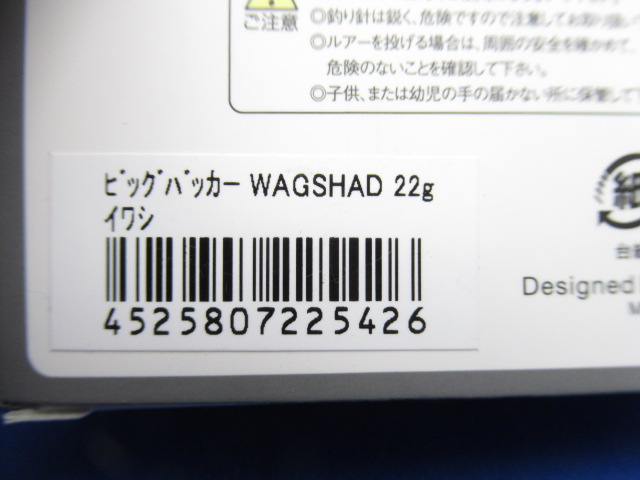 ご注意
◎釣り針は鋭く、危険ですので注意してお取り扱い
◎ルアーを投げる場合は、周囲の安全を確かめて、
危険のないことを確認して下さい。
◎子供、または幼児の手の届かない所に保管して下
ﾋﾞｯｸﾞﾊﾞｯｶｰ WAGSHAD 22g
ｲﾜｼ
4525807225426
紙
Designed